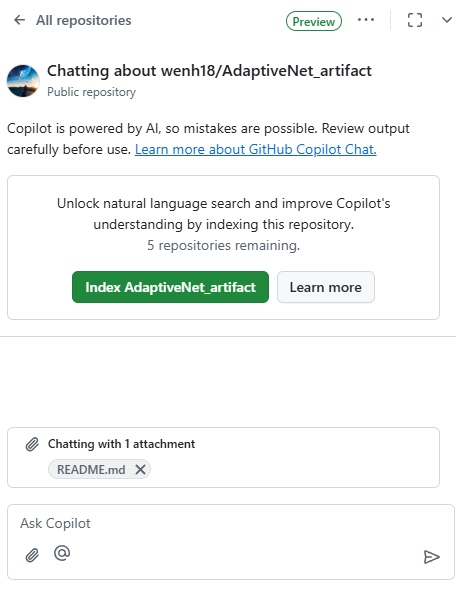 All repositories
Preview
Chatting about wenh18/AdaptiveNet_artifact
Public repository
Copilot is powered by AI, so mistakes are possible. Review output
carefully before use. Learn more about GitHub Copilot Chat.
Unlock natural language search and improve Copilot's
understanding by indexing this repository.
5 repositories remaining.
Index AdaptiveNet_artifact
Learn more
Chatting with 1 attachment
README.md
Ask Copilot